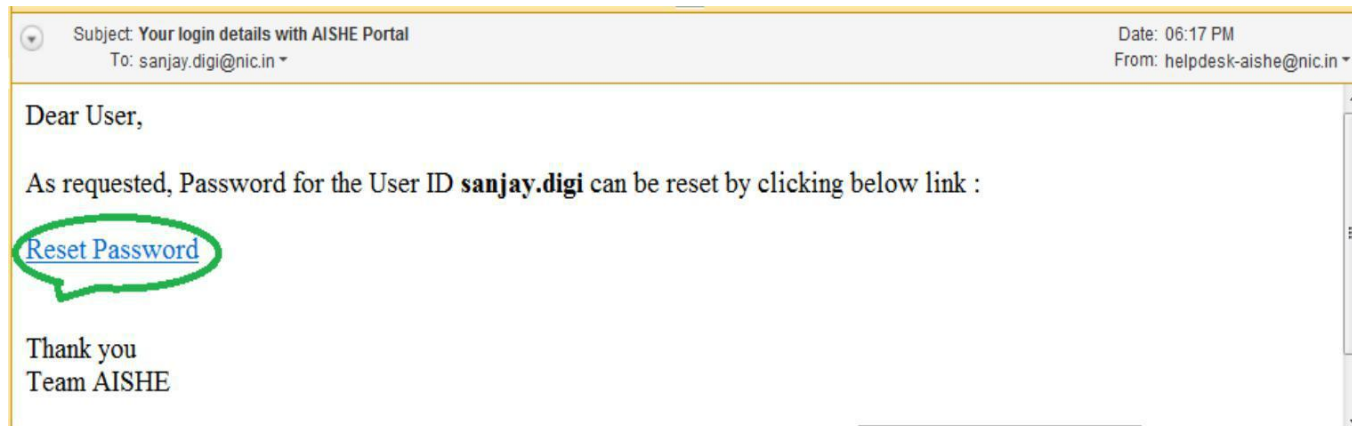 Subject: Your login details with AISHE Portal Date: 06:17 PM
To: sanjay.digi@nic.in From: helpdesk-aishe@nic.in
Dear User,
As requested, Password for the User ID sanjay.digi can be reset by clicking below link :
Reset Password
Thank you
Team AISHE